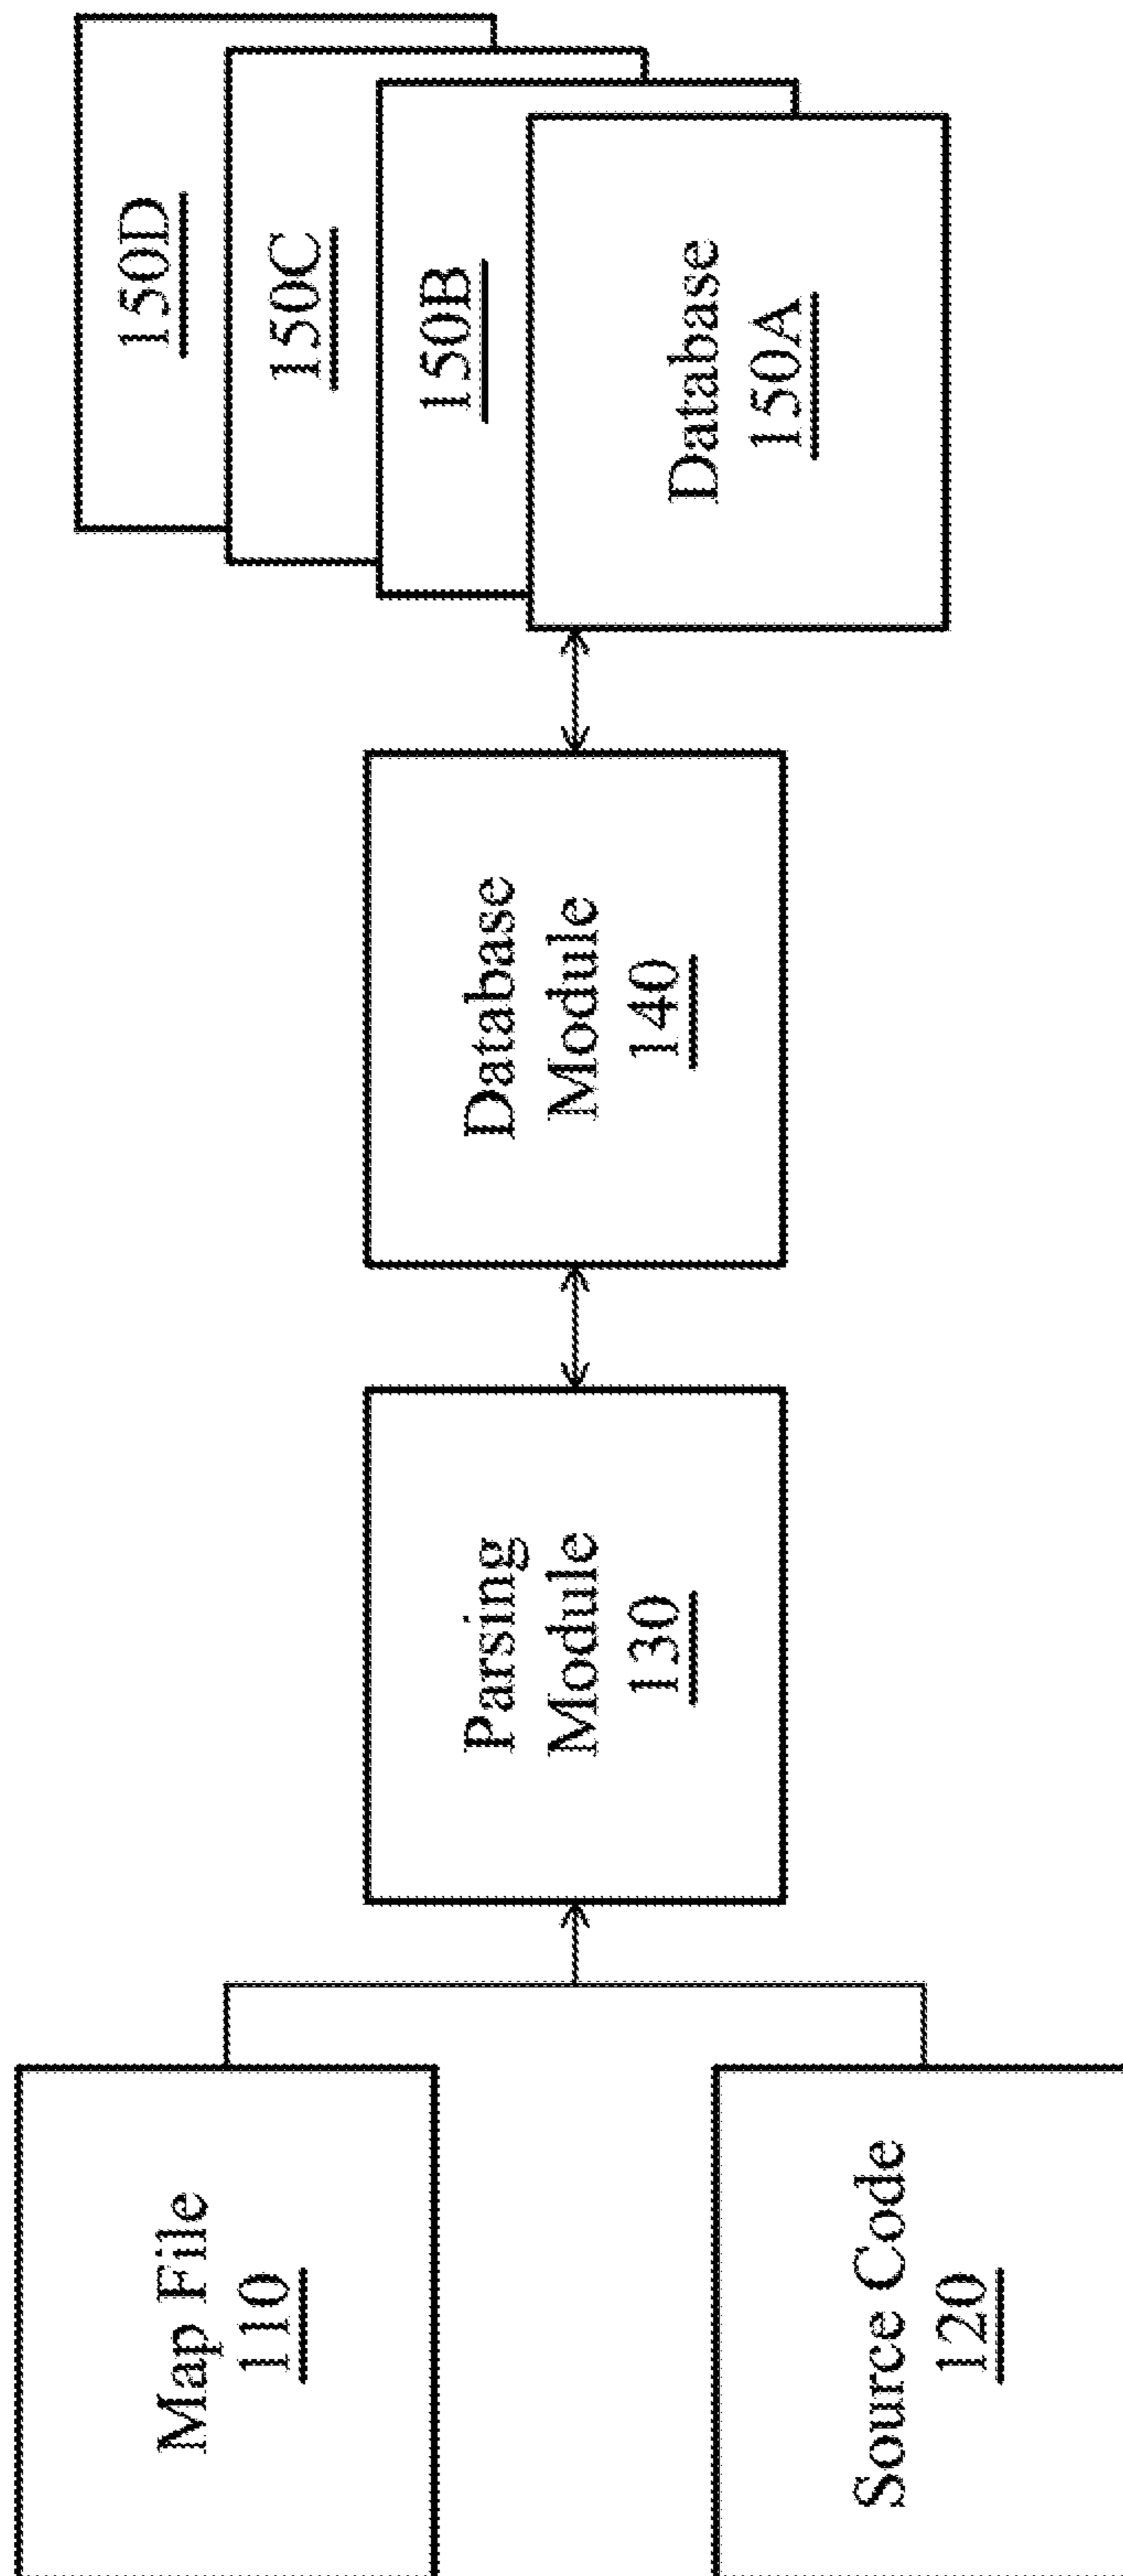 Map File
110
Source Code
120
Parsing
Module
130
Database
Module
140
150D
150C
150B
Database
150A